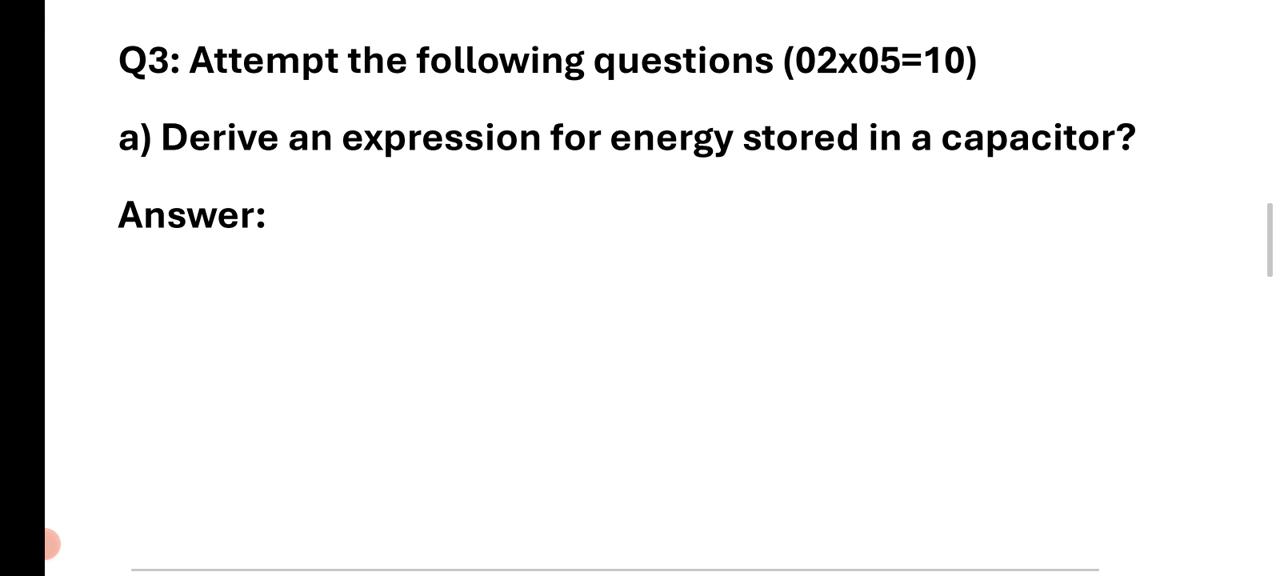 Q3: Attempt the following questions (02x05=10)
a) Derive an expression for energy stored in a capacitor?
Answer: